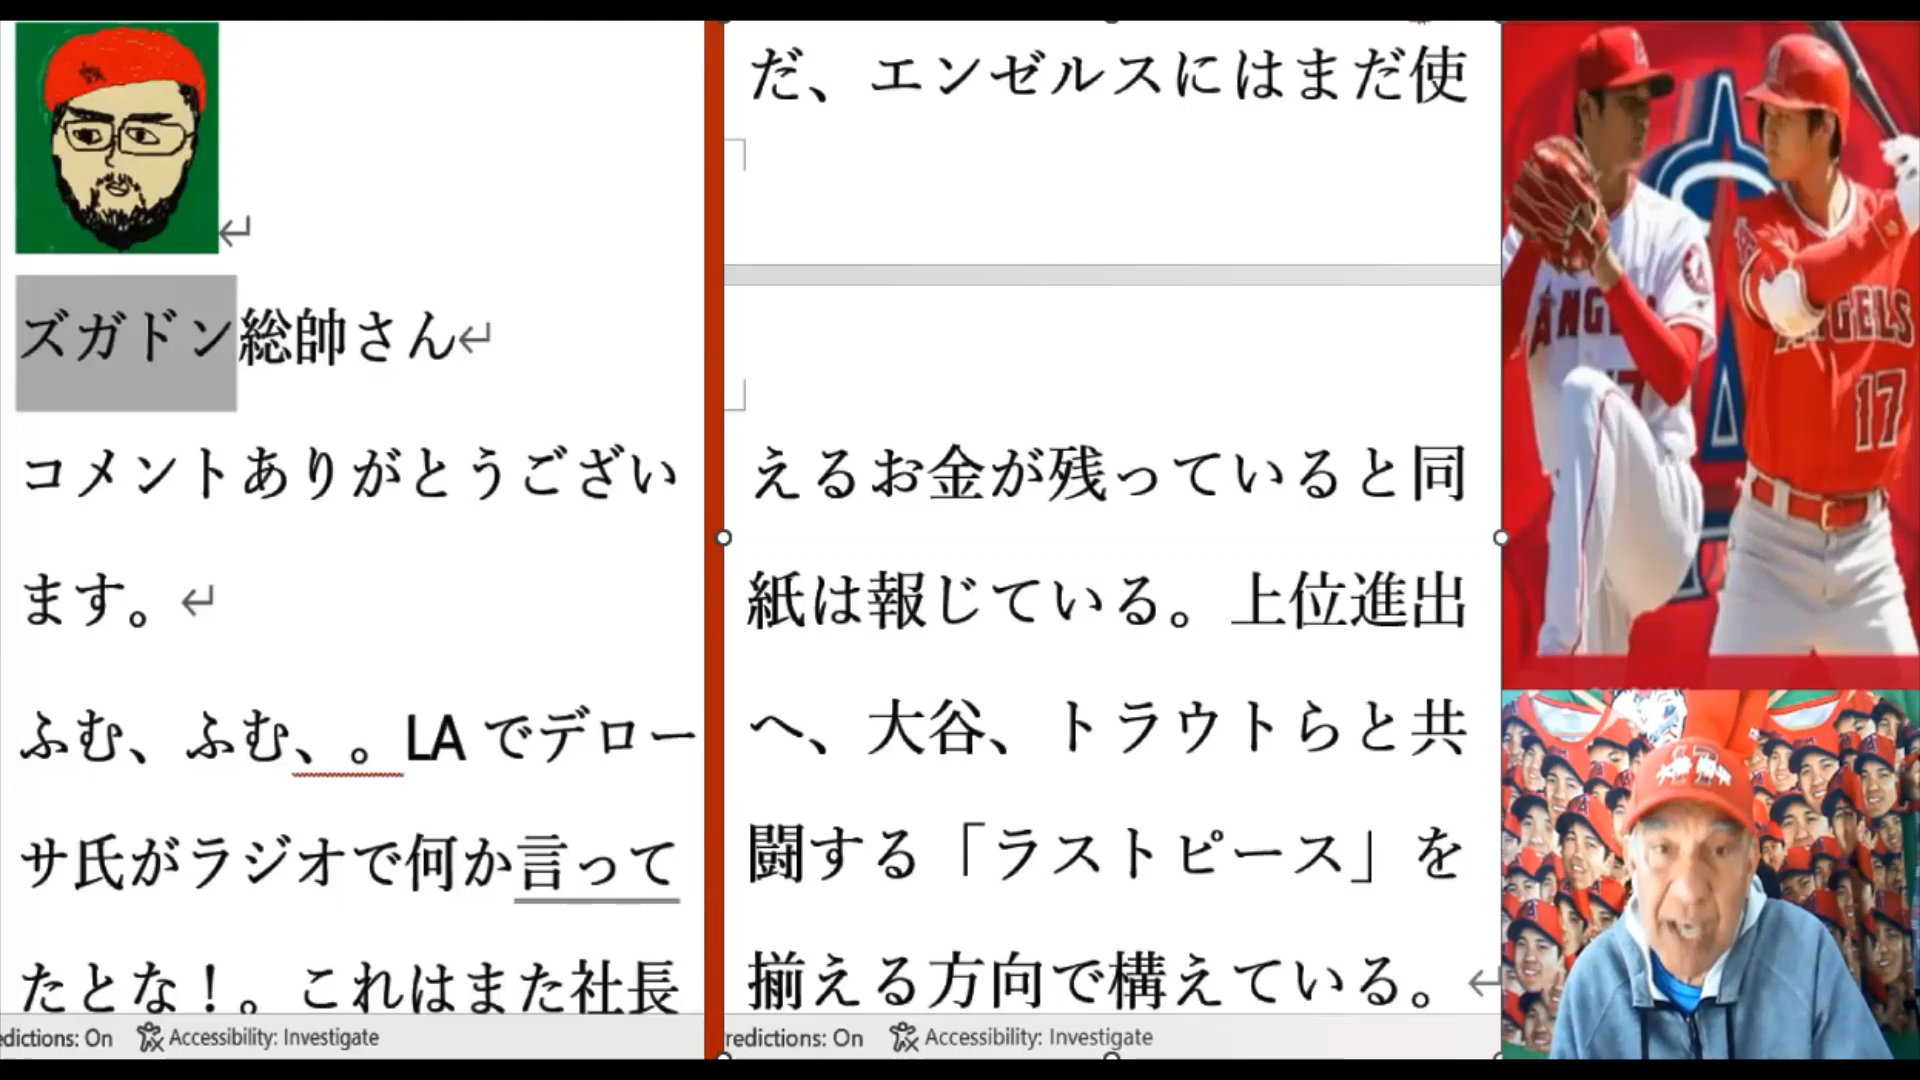 ズガドン総帥さん
コメントありがとうござい
ます。
ふむ、ふむ、。LAでデロー
サ氏がラジオで何か言って
たとな！。これはまた社長
edictions: On
Accessibility: Investigate
だ、エンゼルスにはまだ使
えるお金が残っていると同
紙は報じている。上位進出
へ、大谷、トラウトらと共
闘する「ラストピース」を
揃える方向で構えている。
redictions: On
Accessibility: Investigate
ANGELS
17